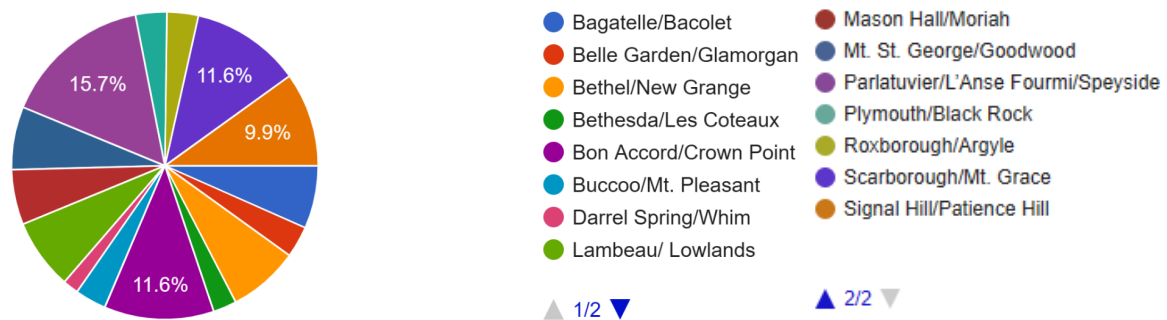 15.7%
11.6%
9.9%
11.6%
Bagatelle/Bacolet
Belle Garden/Glamorgan
Bethel/New Grange
Bethesda/Les Coteaux
Bon Accord/Crown Point
Buccoo/Mt. Pleasant
Darrel Spring/Whim
Lambeau/ Lowlands
1/2
Mason Hall/Moriah
Mt. St. George/Goodwood
Parlatuvier/L'Anse Fourmi/Speyside
Plymouth/Black Rock
Roxborough/Argyle
Scarborough/Mt. Grace
Signal Hill/Patience Hill
2/2